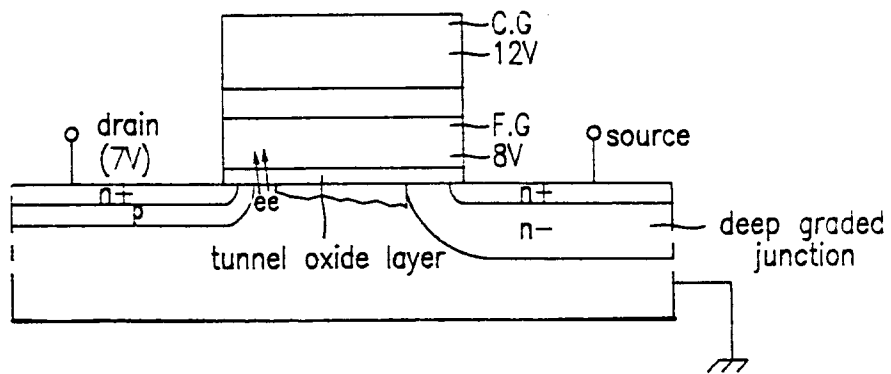 C.G
12V
drain
(7V)
F.G
8V
source
n+
p
ee
n+
n-
tunnel oxide layer
deep graded
junction